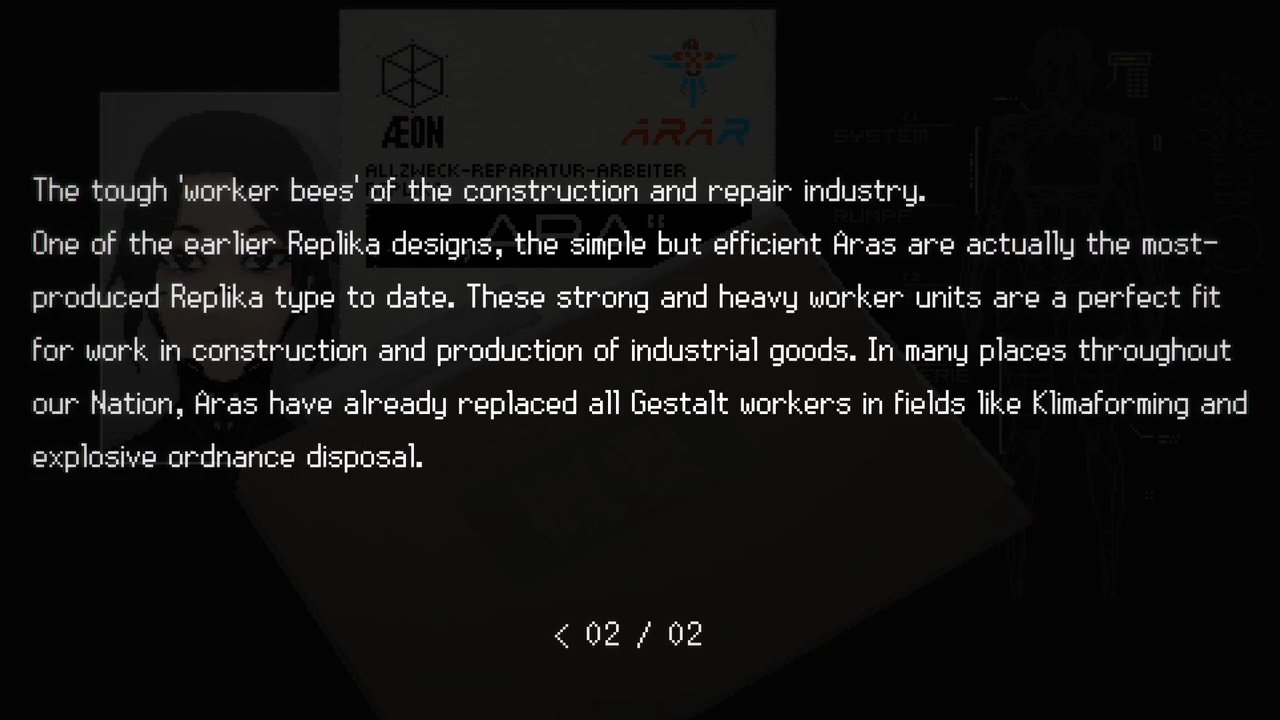 ÆON
ARAR
ALLZWECK-REPARATUR-ARBEITER
SYSTEM
RUMPF
The tough 'worker bees' of the construction and repair industry.
One of the earlier Replika designs, the simple but efficient Aras are actually the most-
produced Replika type to date. These strong and heavy worker units are a perfect fit
for work in construction and production of industrial goods. In many places throughout
our Nation, Aras have already replaced all Gestalt workers in fields like Klimaforming and
explosive ordnance disposal.
< 02 / 02